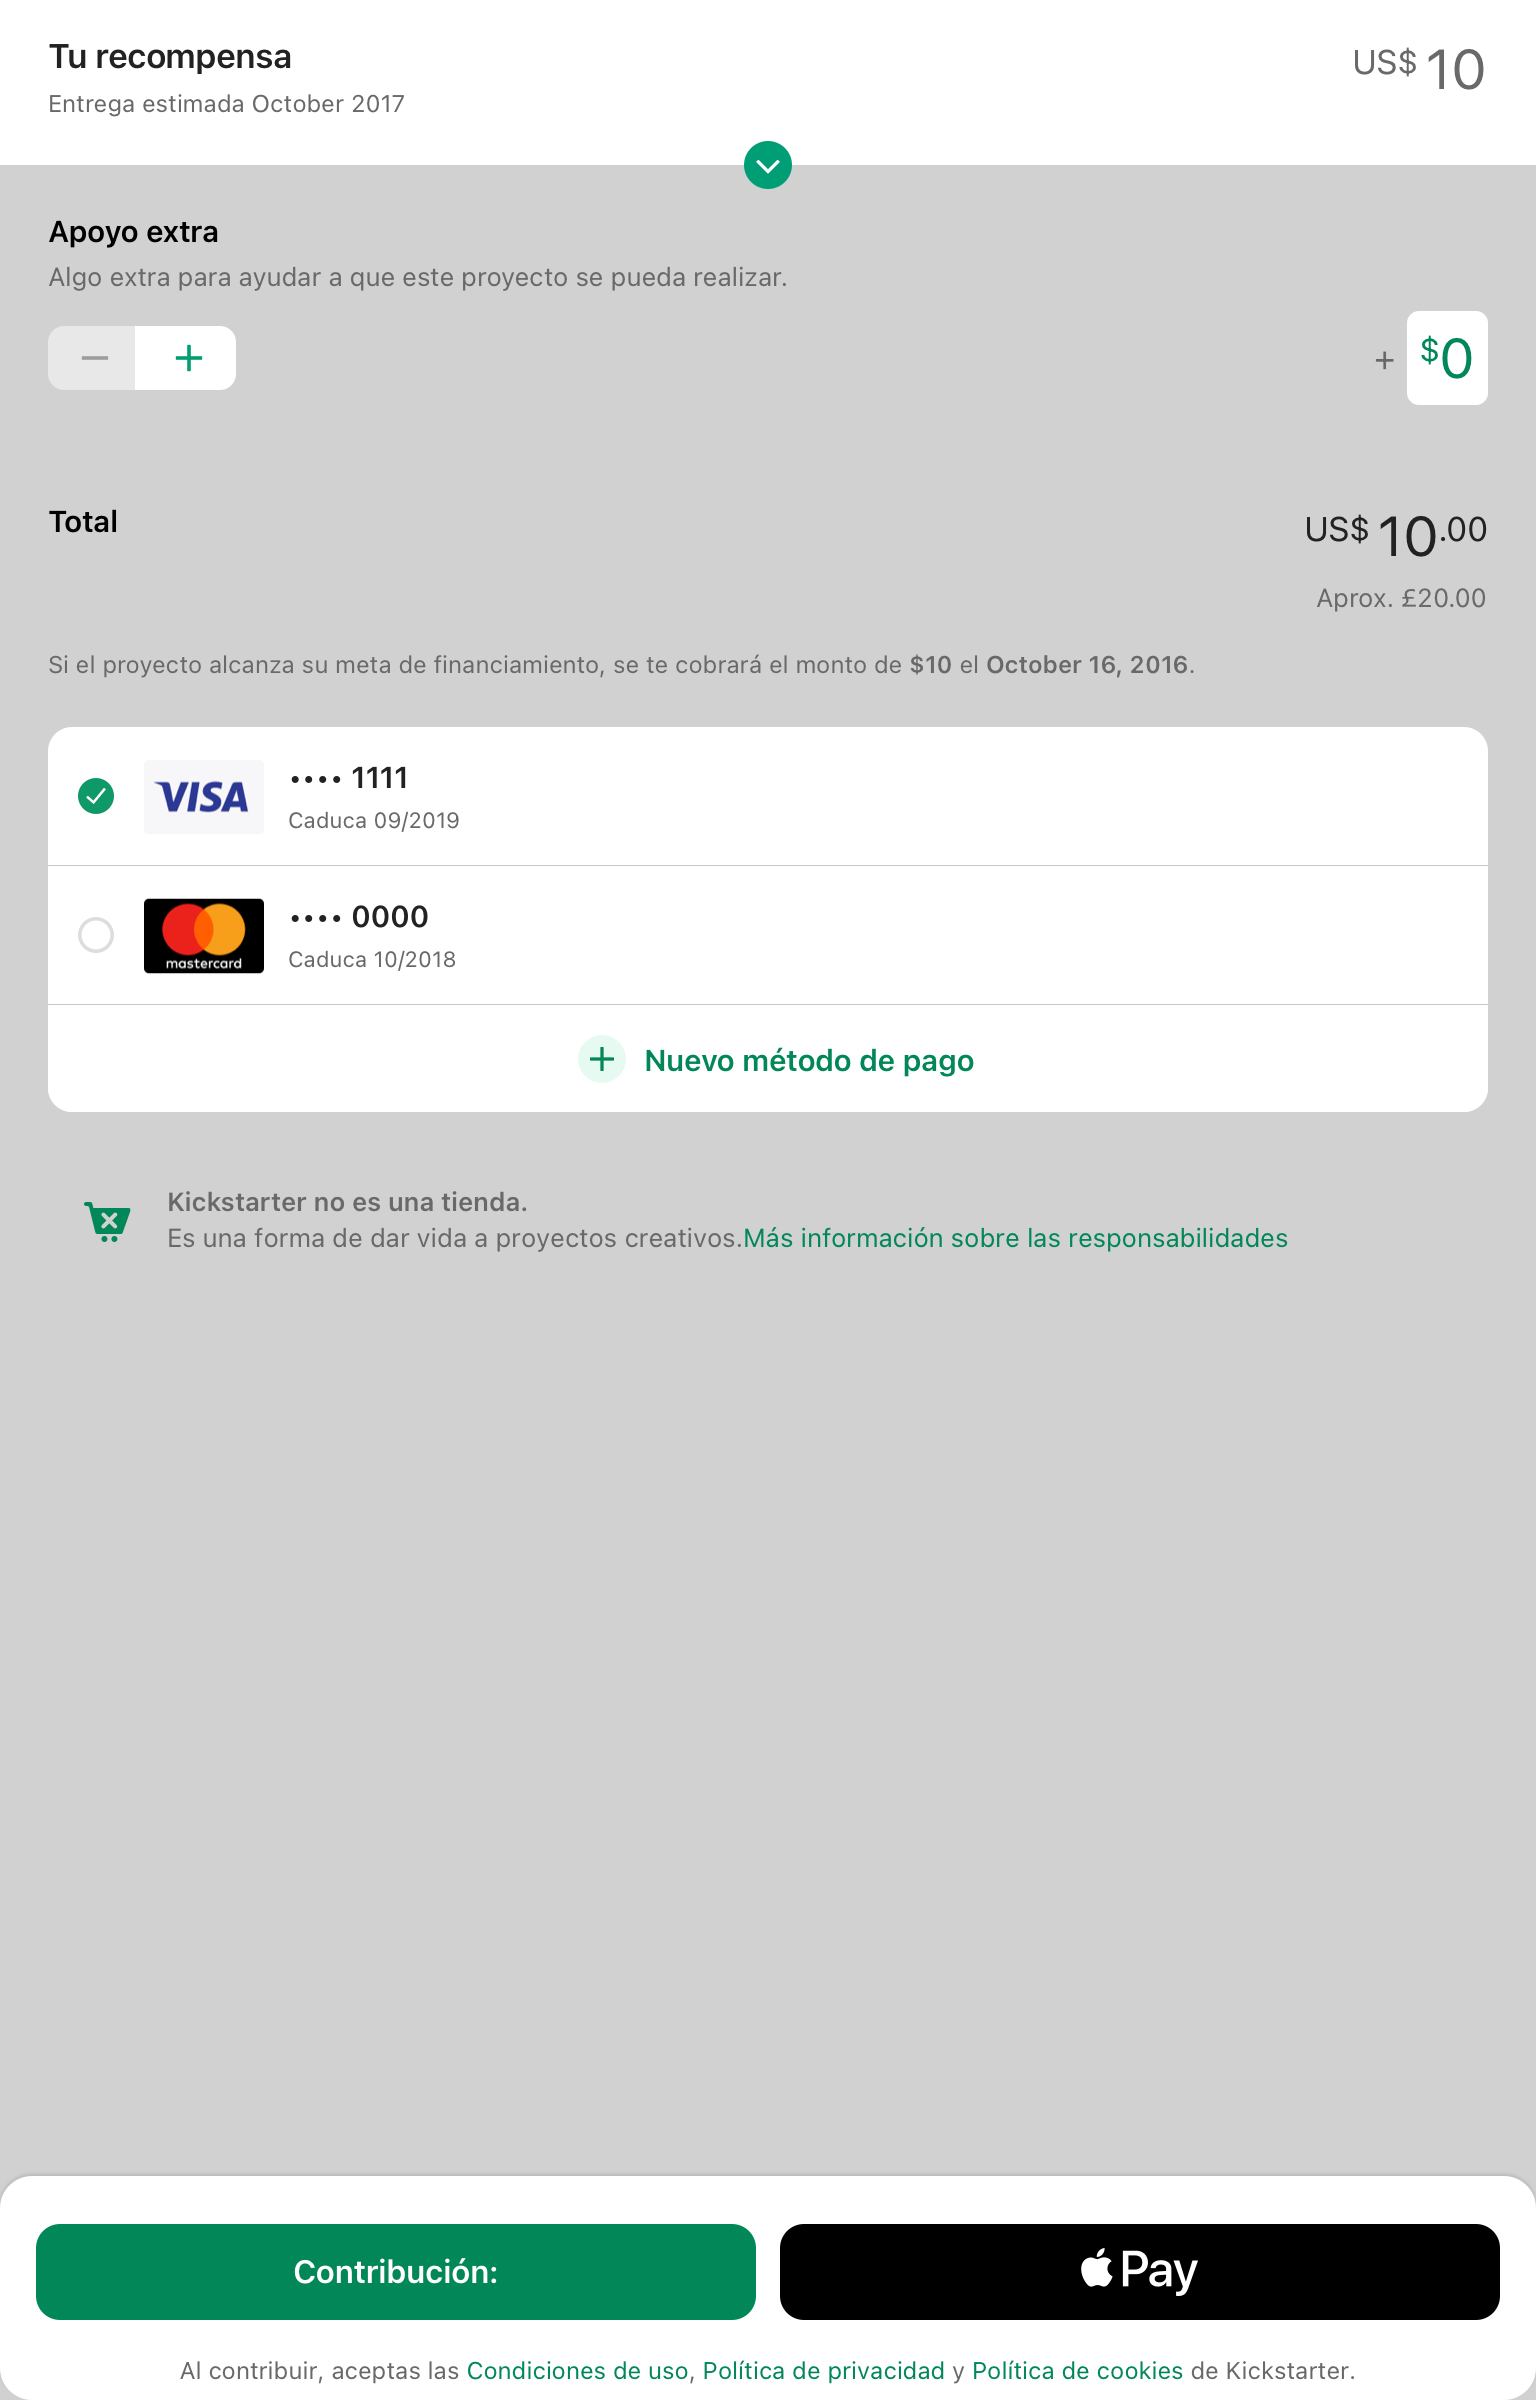 Tu recompensa
US$ 10
Entrega estimada October 2017
Apoyo extra
Algo extra para ayudar a que este proyecto se pueda realizar.
− +
+ $0
Total
US$ 10.00
Aprox. £20.00
Si el proyecto alcanza su meta de financiamiento, se te cobrará el monto de $10 el October 16, 2016.
VISA
•••• 1111
Caduca 09/2019
mastercard
•••• 0000
Caduca 10/2018
+ Nuevo método de pago
Kickstarter no es una tienda.
Es una forma de dar vida a proyectos creativos.Más información sobre las responsabilidades
Contribución:
Pay
Al contribuir, aceptas las Condiciones de uso, Política de privacidad y Política de cookies de Kickstarter.